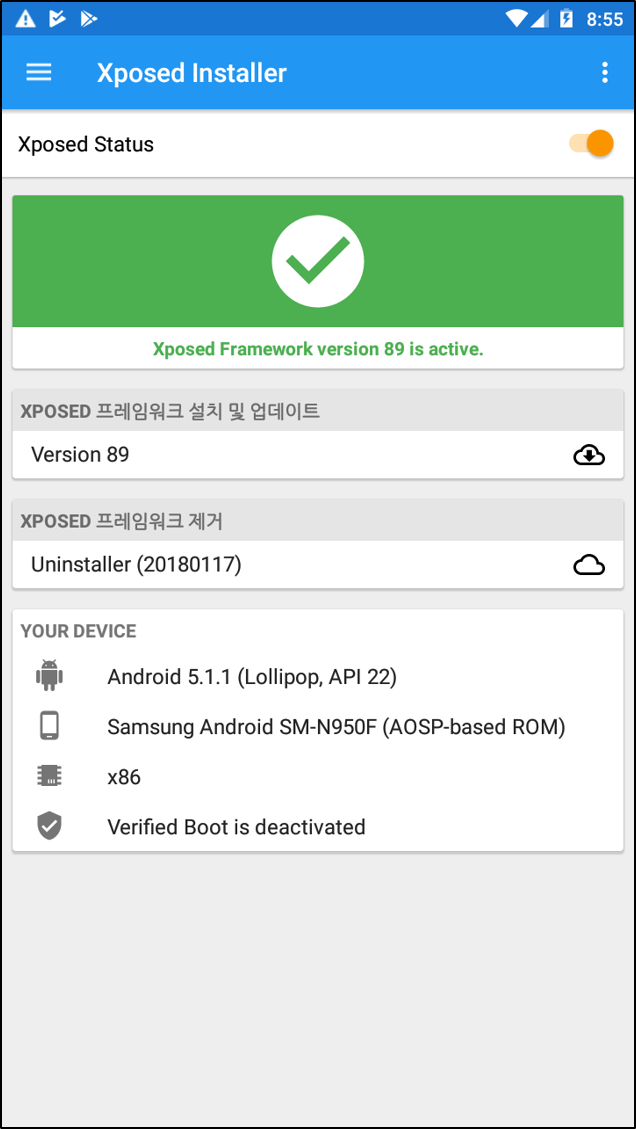 8:55
Xposed Installer
Xposed Status
Xposed Framework version 89 is active.
XPOSED 프레임워크 설치 및 업데이트
Version 89
XPOSED 프레임워크 제거
Uninstaller (20180117)
YOUR DEVICE
Android 5.1.1 (Lollipop, API 22)
Samsung Android SM-N950F (AOSP-based ROM)
x86
Verified Boot is deactivated